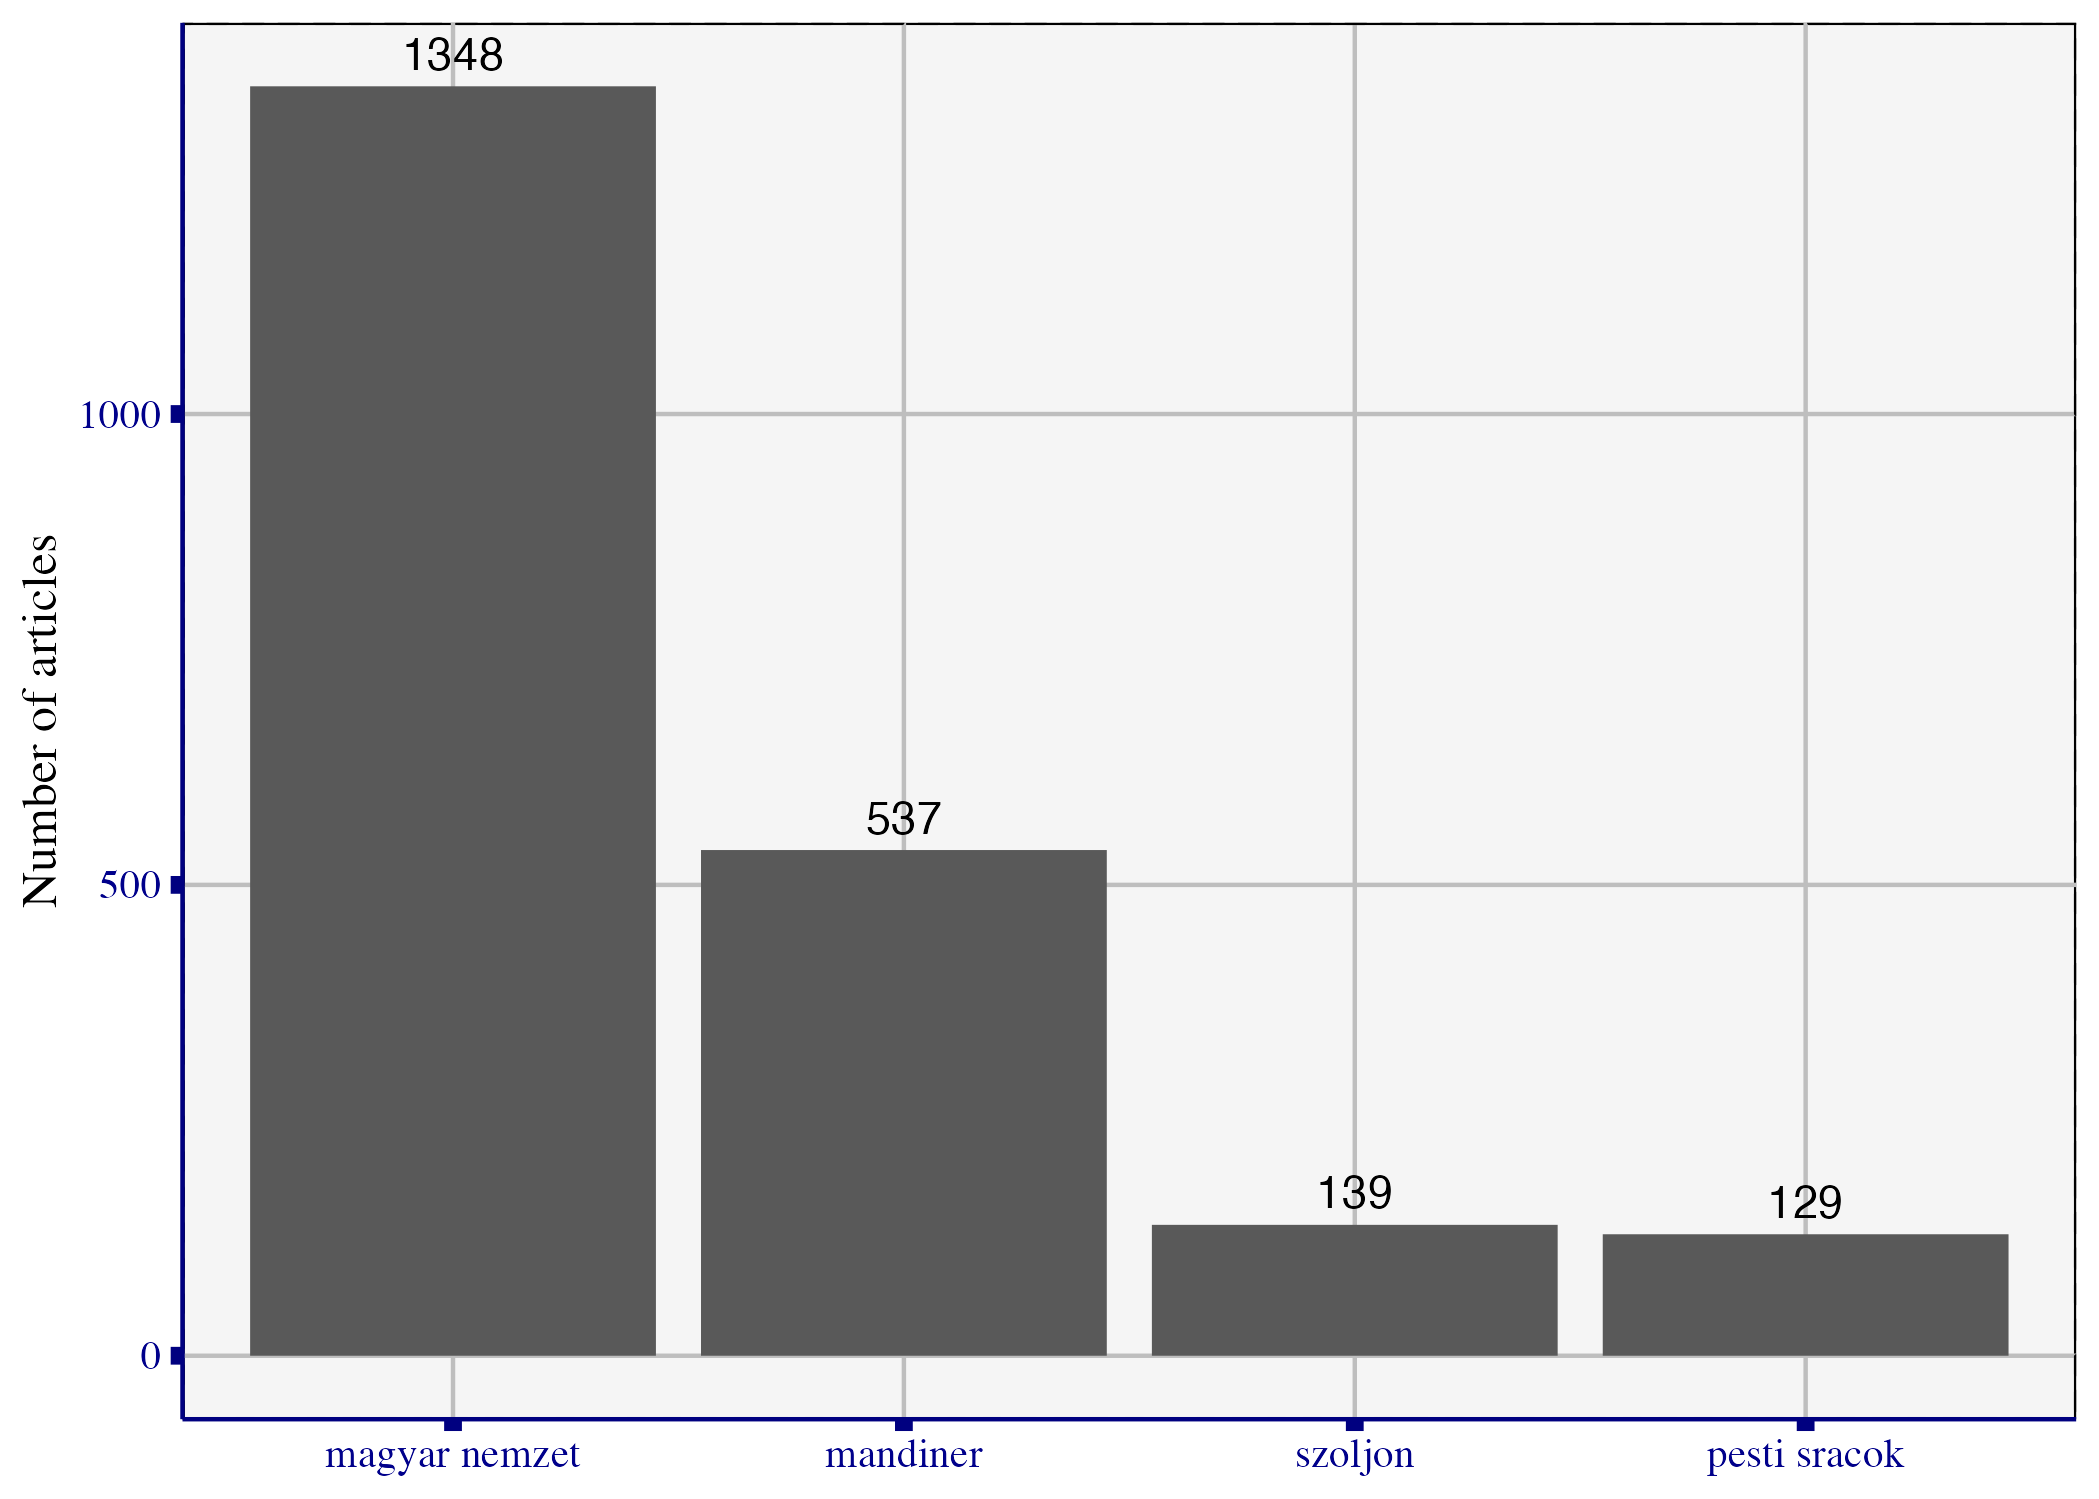 1348
1000
Number of articles
537
500
139
129
0
magyar nemzet
mandiner
szoljon
pesti sracok